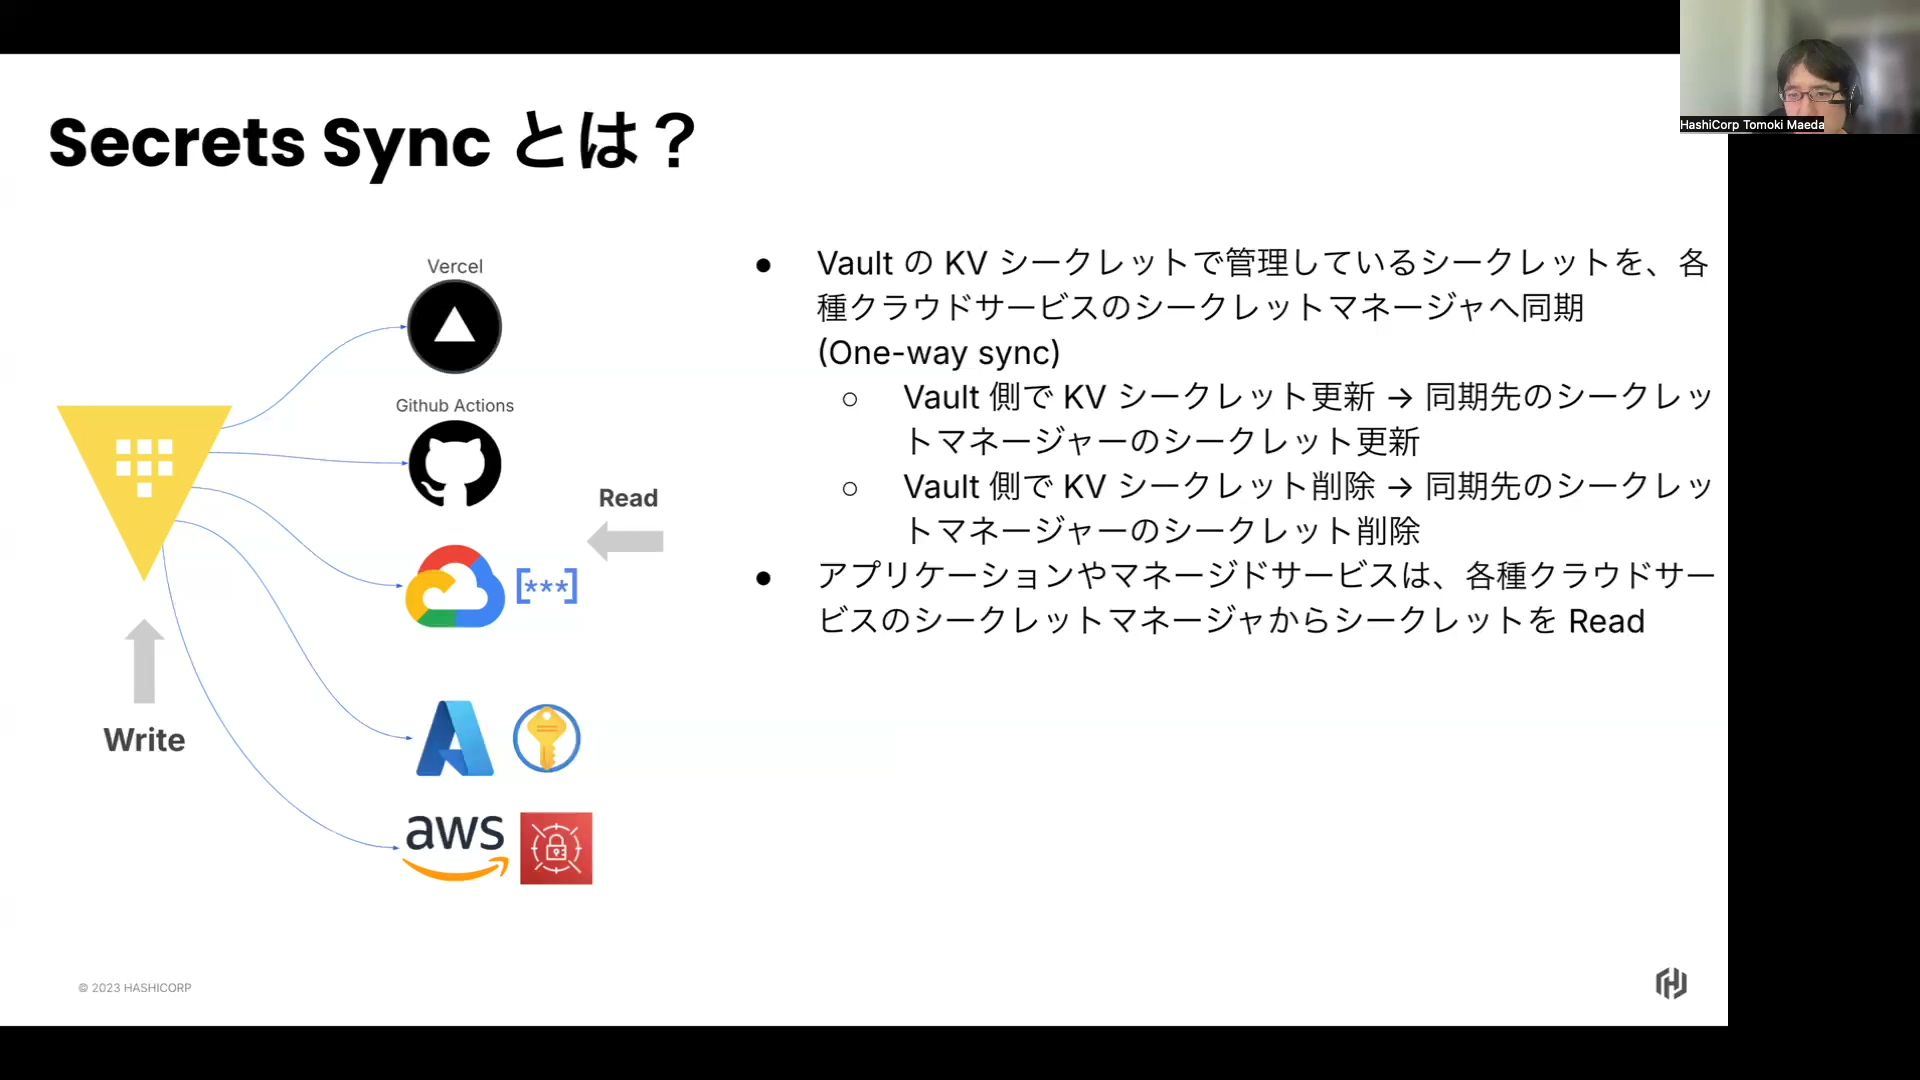 HashiCorp Tomoki Maeda
Secrets Sync とは？
Vercel
Github Actions
Read
[***]
Write
aws
● Vault の KV シークレットで管理しているシークレットを、各
種クラウドサービスのシークレットマネージャへ同期
(One-way sync)
○ Vault 側で KV シークレット更新 → 同期先のシークレッ
トマネージャーのシークレット更新
○ Vault 側で KV シークレット削除 → 同期先のシークレッ
トマネージャーのシークレット削除
● アプリケーションやマネージドサービスは、各種クラウドサー
ビスのシークレットマネージャからシークレットを Read
© 2023 HASHICORP